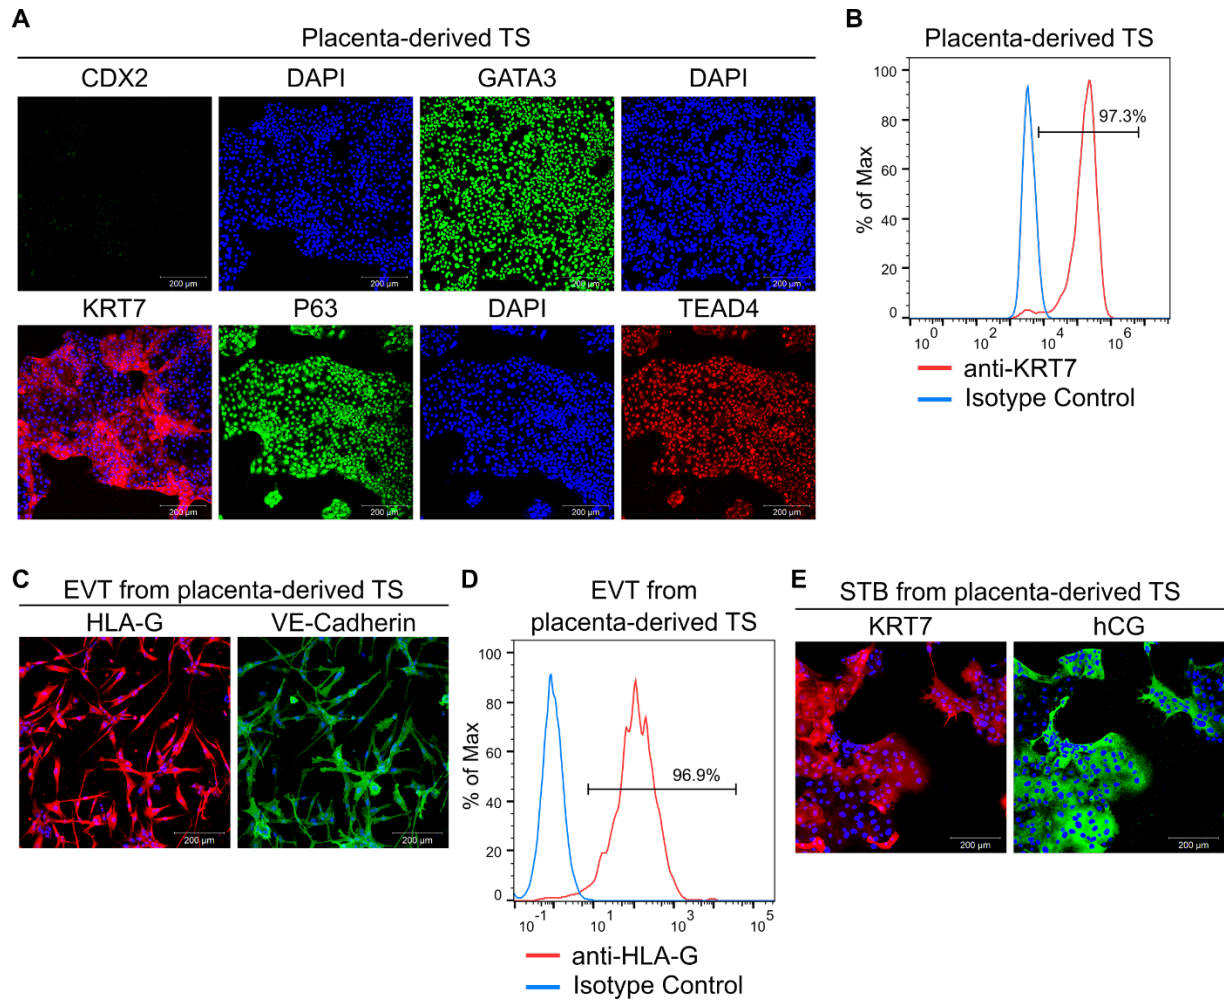 A
Placenta-derived TS
CDX2 DAPI GATA3 DAPI
200 µm 200 µm 200 µm 200 µm
KRT7 P63 DAPI TEAD4
200 µm 200 µm 200 µm 200 µm
B
Placenta-derived TS
% of Max
100
80
60
40
20
0
97.3%
10^0 10^2 10^4 10^6
anti-KRT7
Isotype Control
C
EVT from placenta-derived TS
HLA-G VE-Cadherin
200 µm 200 µm
D
EVT from
placenta-derived TS
% of Max
100
80
60
40
20
0
96.9%
10^-1 10^1 10^3 10^5
anti-HLA-G
Isotype Control
E
STB from placenta-derived TS
KRT7 hCG
200 µm 200 µm